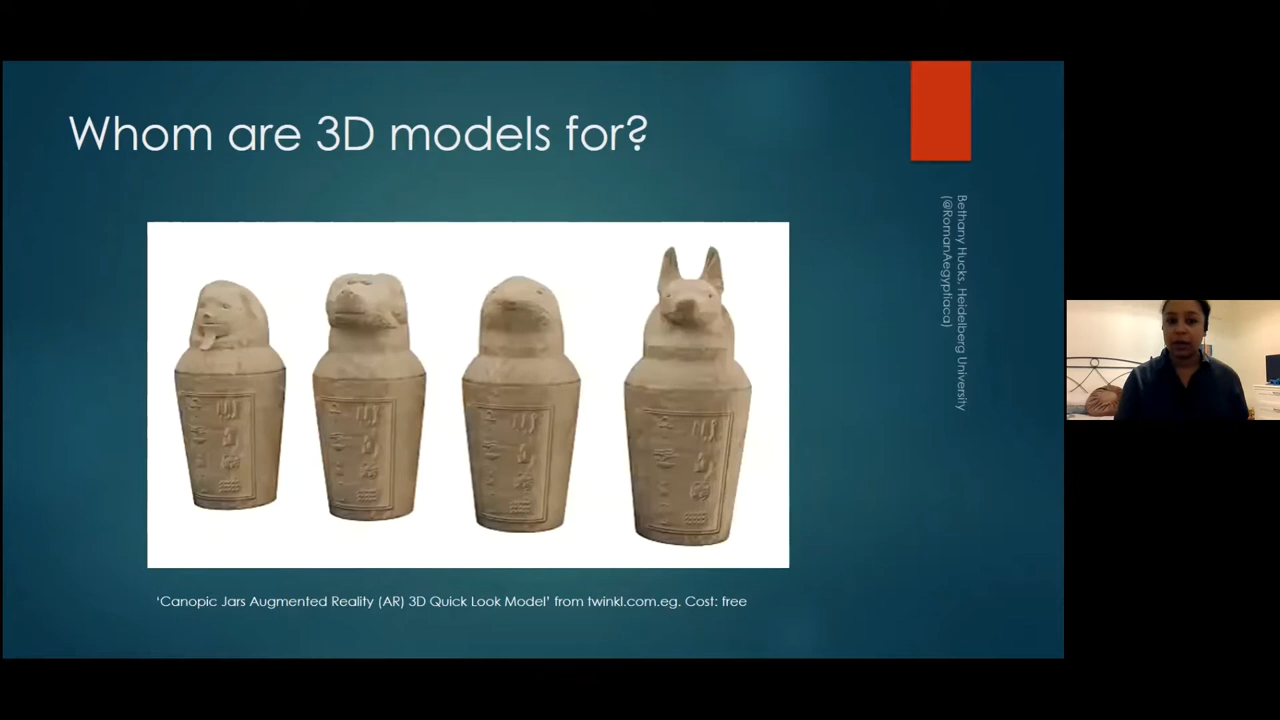 Whom are 3D models for?
Bethany Hucks, Heidelberg University
(@RomanAegyptiaca)
‘Canopic Jars Augmented Reality (AR) 3D Quick Look Model’ from twinkl.com.eg. Cost: free